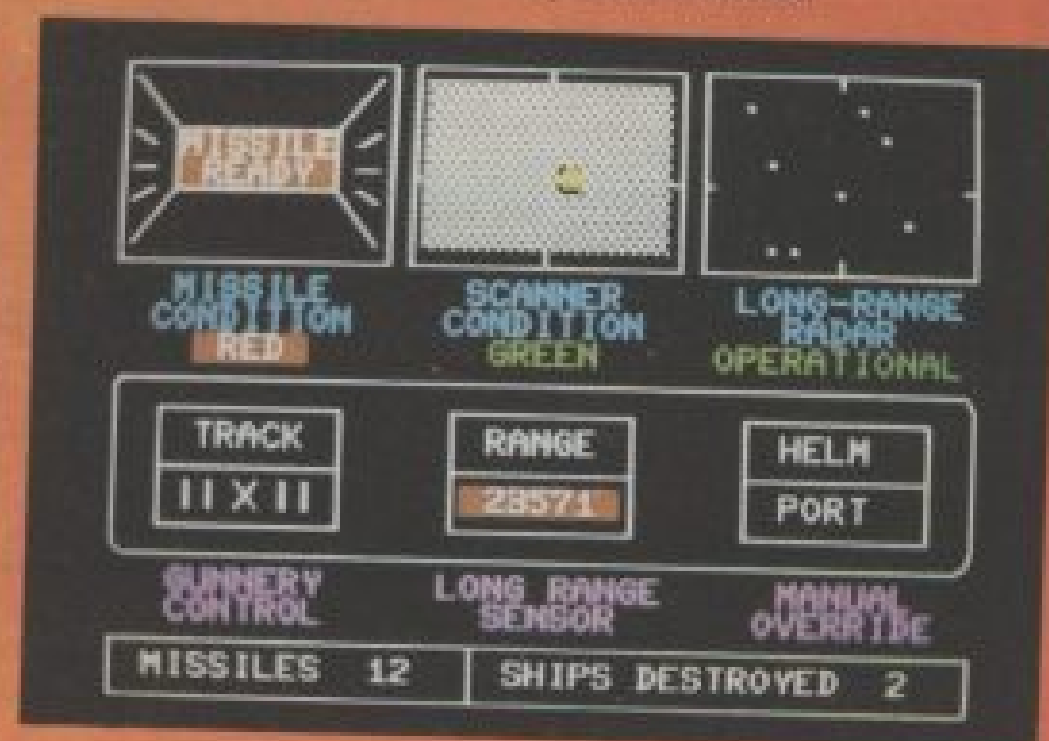 MISSILE
READY
MISSILE
CONDITION
RED
SCANNER
CONDITION
GREEN
LONG-RANGE
RADAR
OPERATIONAL
TRACK
II X II
RANGE
28571
HELM
PORT
GUNNERY
CONTROL
LONG RANGE
SENSOR
MANUAL
OVERRIDE
MISSILES 12
SHIPS DESTROYED 2